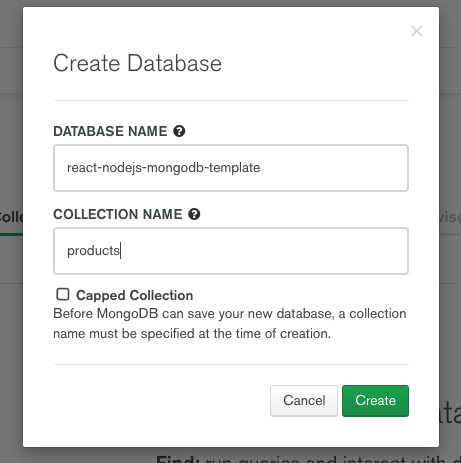 ×
Create Database
DATABASE NAME ?
react-nodejs-mongodb-template
COLLECTION NAME ?
products
Capped Collection
Before MongoDB can save your new database, a collection
name must be specified at the time of creation.
Cancel Create